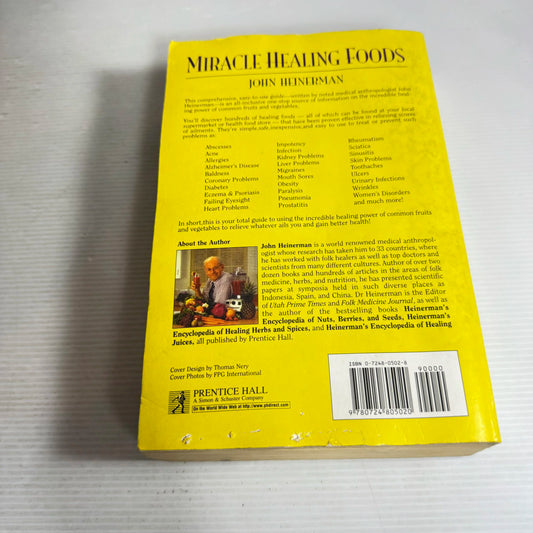 MIRACLE HEALING FOODS
JOHN HEINERMAN
This comprehensive, easy-to-use guide—written by noted medical anthropologist John
Heinerman—is an all-inclusive one-stop source of information on the incredible heal-
ing power of common fruits and vegetables.
You'll discover hundreds of healing foods — all of which can be found at your local
supermarket or health food store — that have been proven effective in relieving scores
of ailments. They're simple, safe, inexpensive, and easy to use to treat or prevent such
problems as:
Abscesses
Acne
Allergies
Alzheimer's Disease
Baldness
Coronary Problems
Diabetes
Eczema & Psoriasis
Failing Eyesight
Heart Problems
Impotency
Infection
Kidney Problems
Liver Problems
Migraines
Mouth Sores
Obesity
Paralysis
Pneumonia
Prostatitis
Rheumatism
Sciatica
Sinusitis
Skin Problems
Toothaches
Ulcers
Urinary Infections
Wrinkles
Women's Disorders
and much more!
In short, this is your total guide to using the incredible healing power of common fruits
and vegetables to relieve whatever ails you and gain better health!
About the Author
John Heinerman is a world renowned medical anthropol-
ogist whose research has taken him to 33 countries, where
he has worked with folk healers as well as top doctors and
scientists from many different cultures. Author of over two
dozen books and hundreds of articles in the areas of folk
medicine, herbs, and nutrition, he has presented scientific
papers at symposia held in such diverse places as
Indonesia, Spain, and China. Dr Heinerman is the Editor
of Utah Prime Times and Folk Medicine Journal, as well as
the author of the bestselling books Heinerman's
Encyclopedia of Nuts, Berries, and Seeds, Heinerman's
Encyclopedia of Healing Herbs and Spices, and Heinerman's Encyclopedia of Healing
Juices, all published by Prentice Hall.
Cover Design by Thomas Nery
Cover Photos by FPG International
PRENTICE HALL
A Simon & Schuster Company
On the World Wide Web at http://www.phdirect.com
ISBN 0-7248-0502-8
90000
9 780724 805020